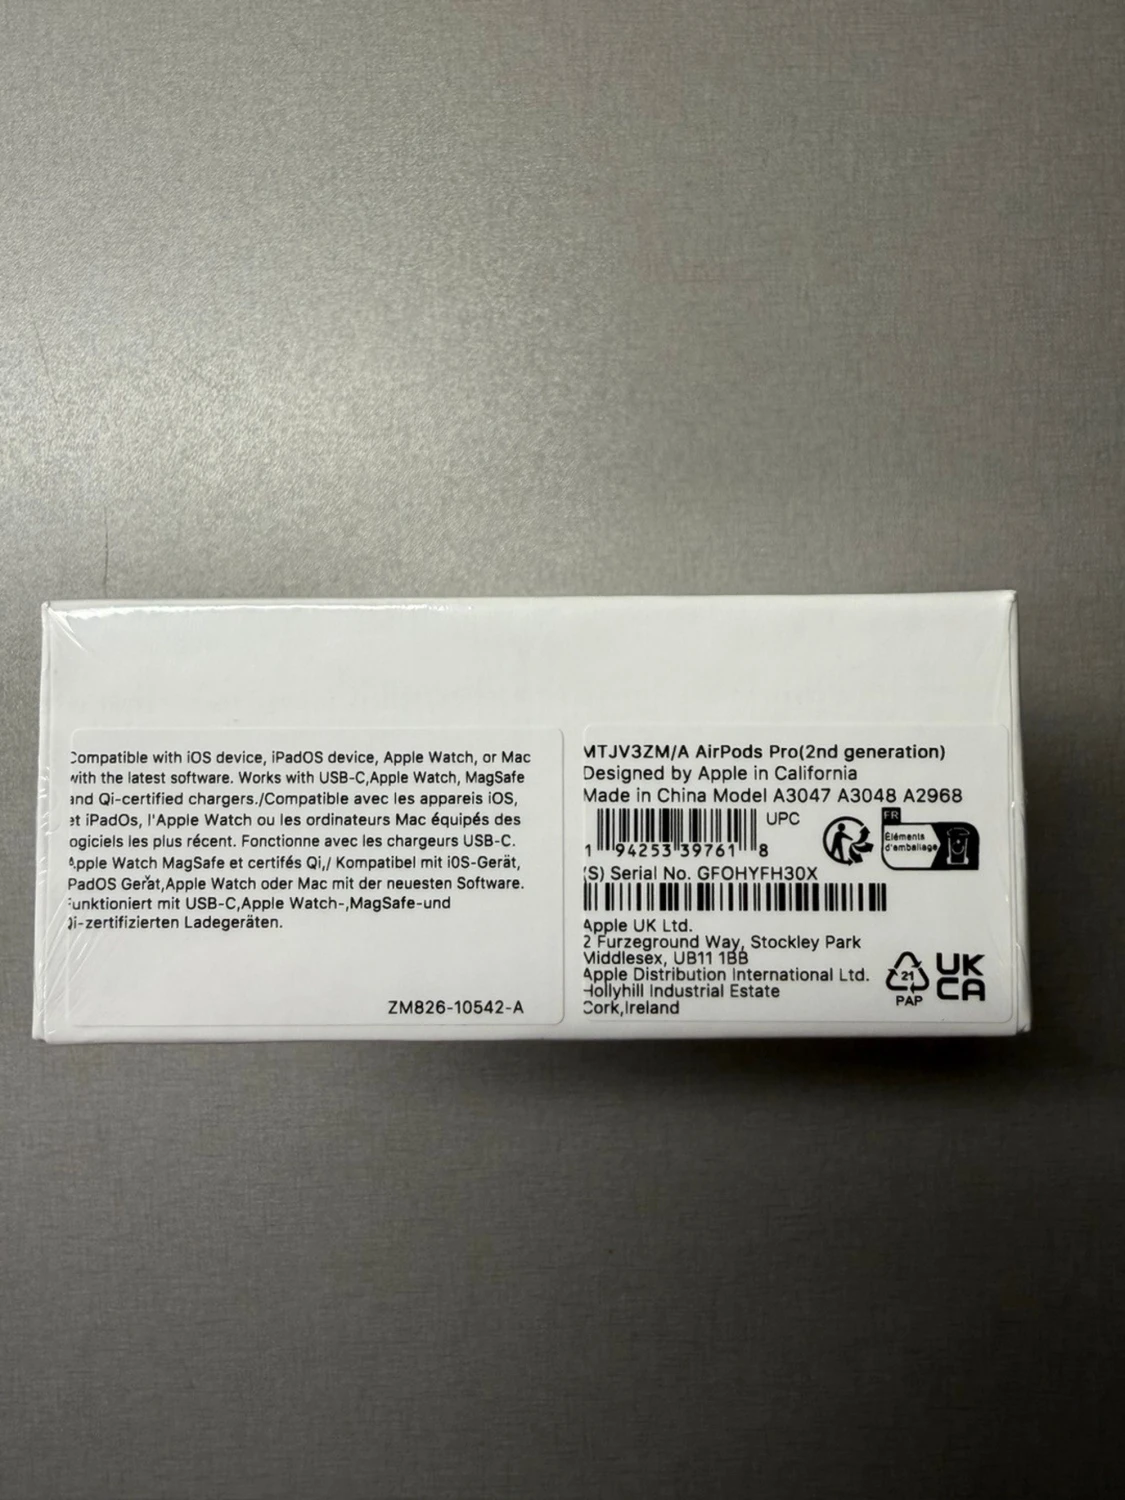 Compatible with iOS device, iPadOS device, Apple Watch, or Mac
with the latest software. Works with USB-C,Apple Watch, MagSafe
and Qi-certified chargers./Compatible avec les appareis iOS,
et iPadOs, l'Apple Watch ou les ordinateurs Mac équipés des
ogiciels les plus récent. Fonctionne avec les chargeurs USB-C.
Apple Watch MagSafe et certifés Qi,/ Kompatibel mit i0S-Gerät,
PadOS Gerǎt,Apple Watch oder Mac mit der neuesten Software.
Funktioniert mit USB-C,Apple Watch-,MagSafe-und
Qi-zertifizierten Ladegeräten.
ZM826-10542-A
MTJV3ZM/A AirPods Pro(2nd generation)
Designed by Apple in California
Made in China Model A3047 A3048 A2968
UPC
1 94253 39761 8
FR
Éléments
d'emballage
(S) Serial No. GFOHYFH30X
Apple UK Ltd.
2 Furzeground Way, Stockley Park
Middlesex, UB11 1BB
Apple Distribution International Ltd.
Hollyhill Industrial Estate
Cork,Ireland
21
PAP
UK
CA